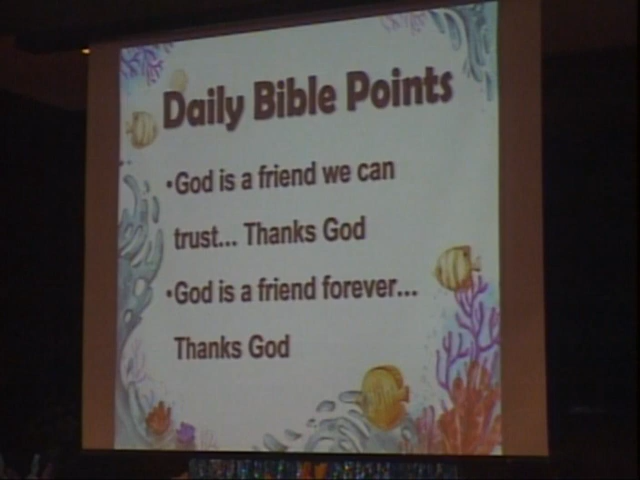 Daily Bible Points
•God is a friend we can
trust... Thanks God
•God is a friend forever...
Thanks God